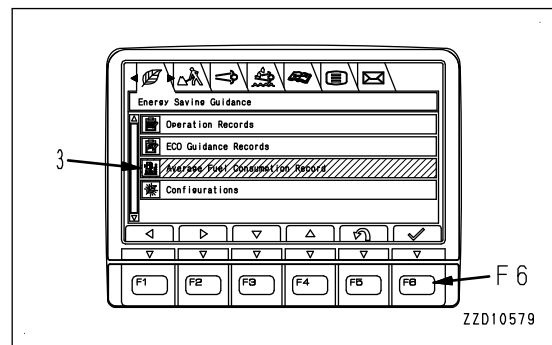 Energy Saving Guidance
Operation Records
ECO Guidance Records
3
Average Fuel Consumption Record
Configurations
F1 F2 F3 F4 F5 F6
F6
ZZD10579